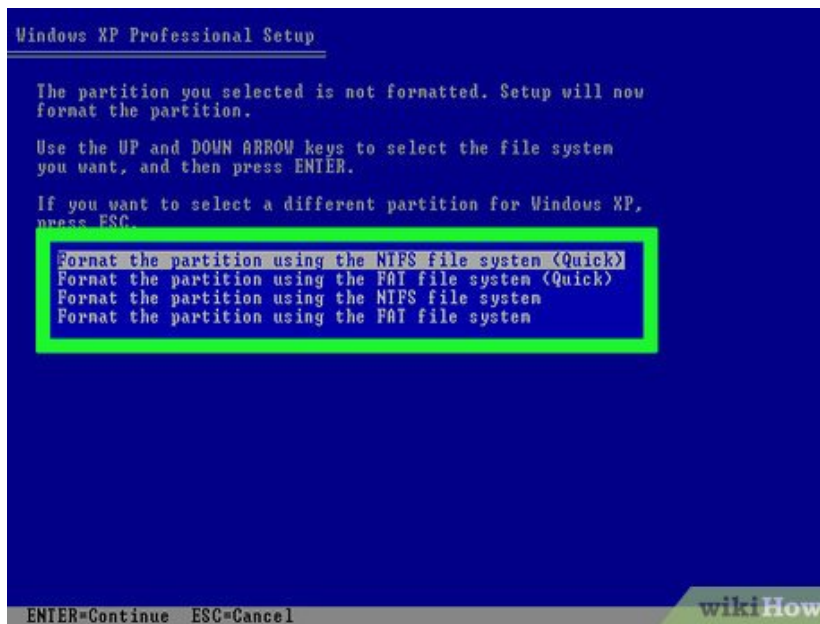 Windows XP Professional Setup
The partition you selected is not formatted. Setup will now
format the partition.
Use the UP and DOWN ARROW keys to select the file system
you want, and then press ENTER.
If you want to select a different partition for Windows XP,
press ESC.
Format the partition using the NTFS file system (Quick)
Format the partition using the FAT file system (Quick)
Format the partition using the NTFS file system
Format the partition using the FAT file system
ENTER=Continue ESC=Cancel
wikiHow